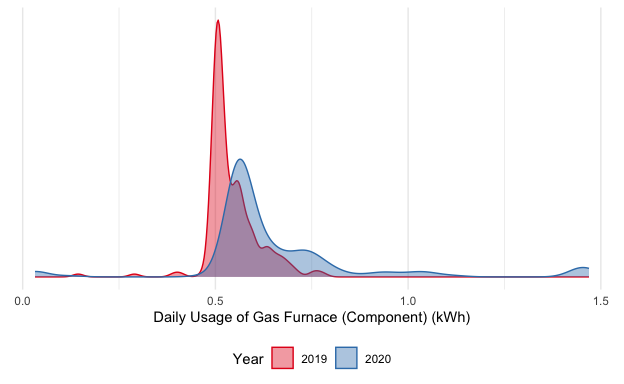 0.0 0.5 1.0 1.5
Daily Usage of Gas Furnace (Component) (kWh)
Year 2019 2020